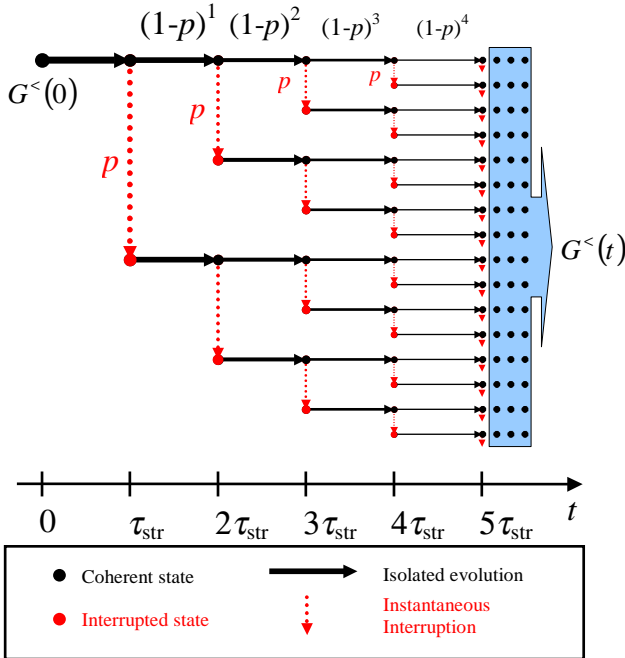 (1-p)^1 (1-p)^2 (1-p)^3 (1-p)^4
G^<(0)
p
p
p
p
G^<(t)
0 τ_str 2τ_str 3τ_str 4τ_str 5τ_str t
Coherent state Isolated evolution
Interrupted state Instantaneous
Interruption